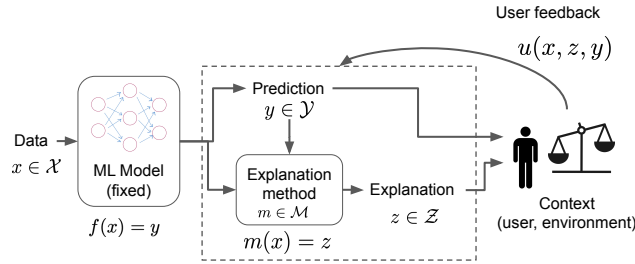 User feedback
u(x, z, y)
Prediction
y ∈ 𝒴
Data
x ∈ 𝒳
ML Model
(fixed)
f(x) = y
Explanation
method
m ∈ ℳ
m(x) = z
Explanation
z ∈ 𝒵
Context
(user, environment)